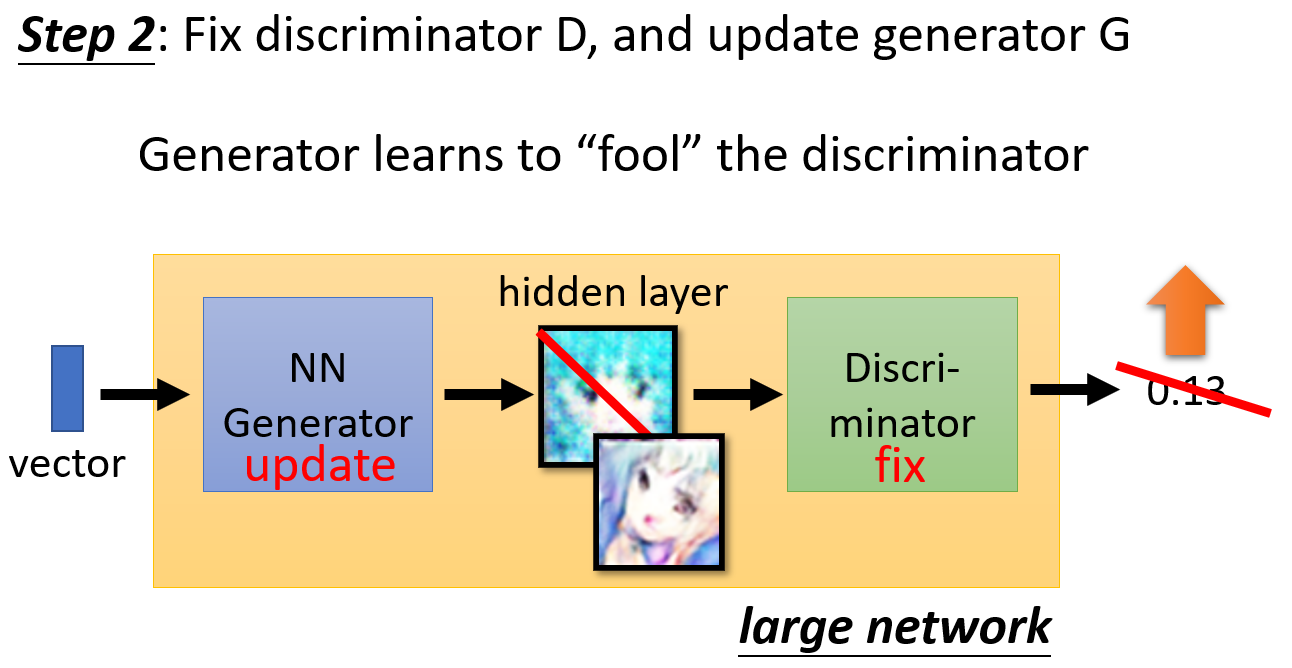 Step 2: Fix discriminator D, and update generator G
Generator learns to “fool” the discriminator
hidden layer
NN
Generator
update
Discri-
minator
fix
vector
0.13
large network